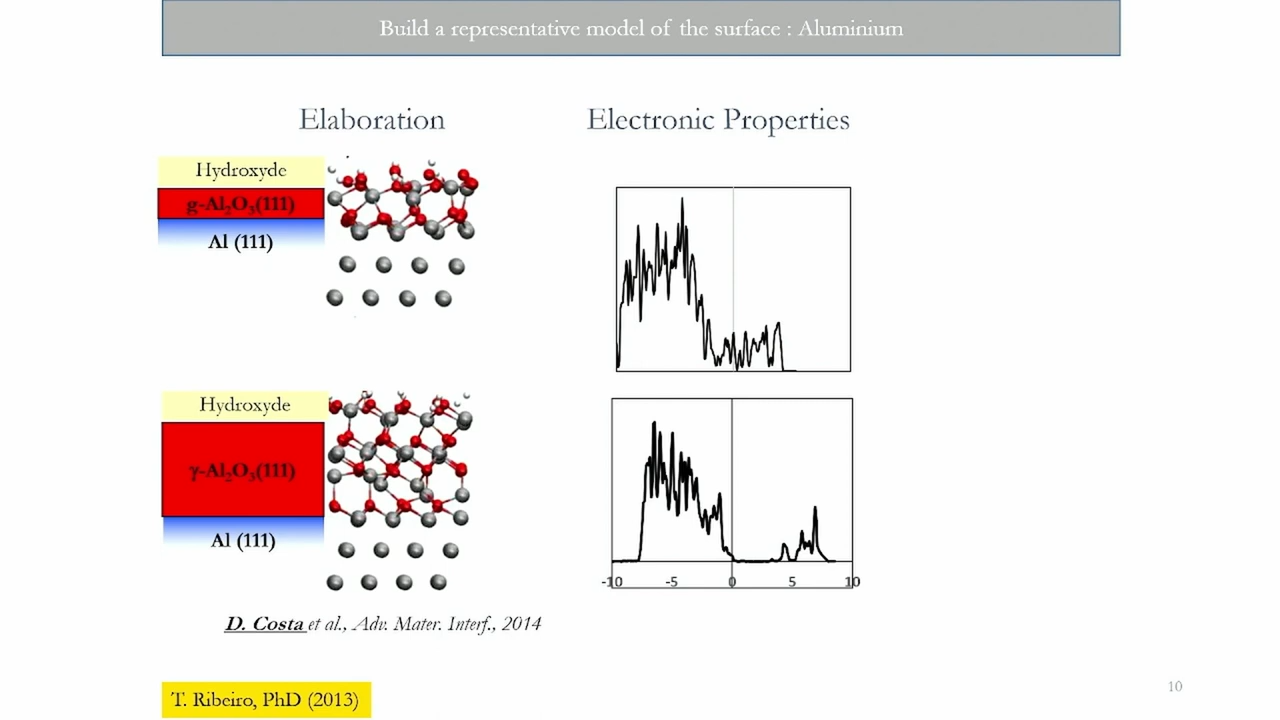 Build a representative model of the surface : Aluminium
Elaboration
Electronic Properties
Hydroxyde
g-Al₂O₃(111)
Al (111)
Hydroxyde
γ-Al₂O₃(111)
Al (111)
-10 -5 0 5 10
D. Costa et al., Adv. Mater. Interf., 2014
T. Ribeiro, PhD (2013)
10